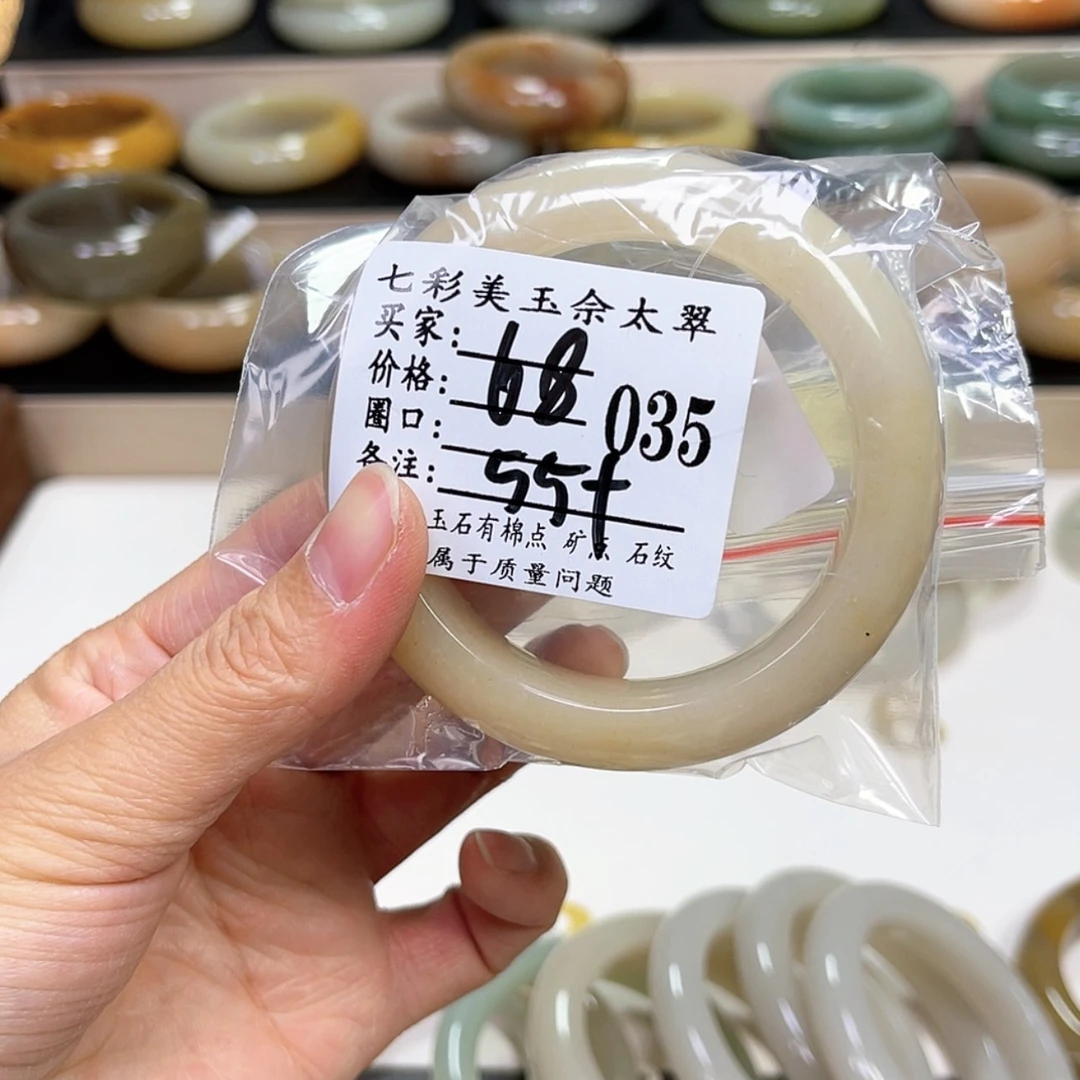 七彩美玉佘太翠
买家:
价格: 68
035
圈口:
备注: 55+
玉石有棉点 矿点 石纹
属于质量问题